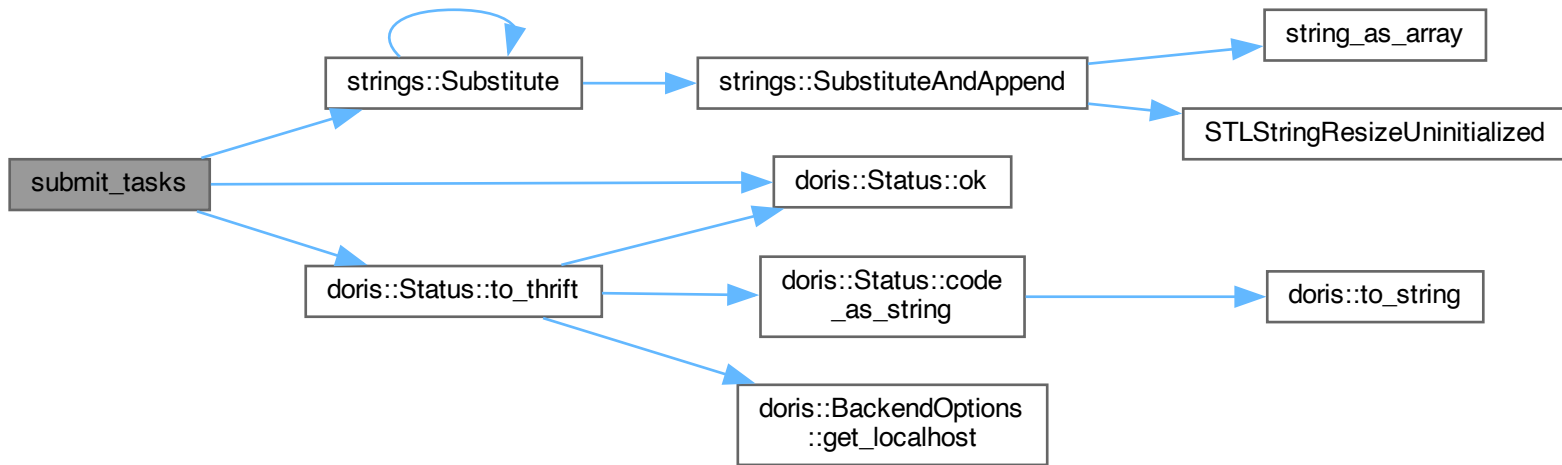 submit_tasks
strings::Substitute
strings::SubstituteAndAppend
string_as_array
STLStringResizeUninitialized
doris::Status::ok
doris::Status::to_thrift
doris::Status::code
_as_string
doris::to_string
doris::BackendOptions
::get_localhost